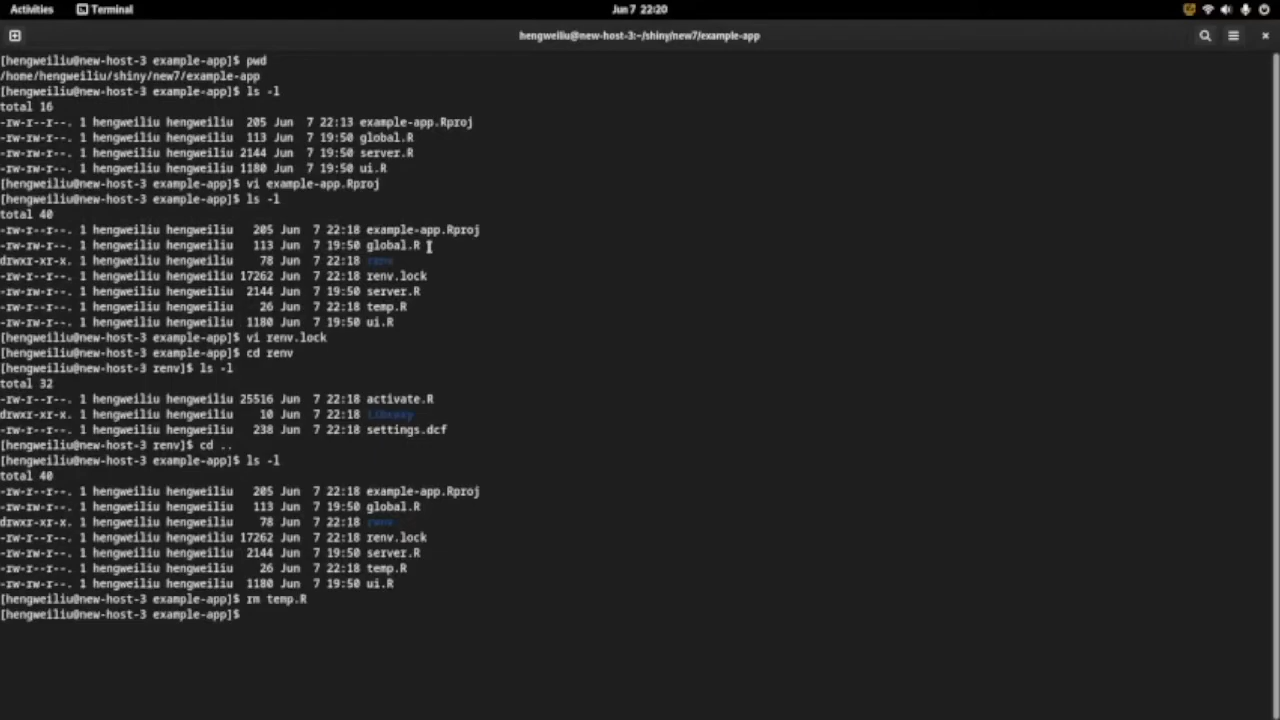 Activities Terminal Jun 7 22:20
hengweiliu@new-host-3:~/shiny/new7/example-app
[hengweiliu@new-host-3 example-app]$ pwd
/home/hengweiliu/shiny/new7/example-app
[hengweiliu@new-host-3 example-app]$ ls -l
total 16
-rw-r--r--. 1 hengweiliu hengweiliu  205 Jun  7 22:13 example-app.Rproj
-rw-rw-r--. 1 hengweiliu hengweiliu  113 Jun  7 19:50 global.R
-rw-rw-r--. 1 hengweiliu hengweiliu 2144 Jun  7 19:50 server.R
-rw-rw-r--. 1 hengweiliu hengweiliu 1180 Jun  7 19:50 ui.R
[hengweiliu@new-host-3 example-app]$ vi example-app.Rproj
[hengweiliu@new-host-3 example-app]$ ls -l
total 40
-rw-r--r--. 1 hengweiliu hengweiliu   205 Jun  7 22:18 example-app.Rproj
-rw-rw-r--. 1 hengweiliu hengweiliu   113 Jun  7 19:50 global.R
drwxr-xr-x. 1 hengweiliu hengweiliu    78 Jun  7 22:18 renv
-rw-r--r--. 1 hengweiliu hengweiliu 17262 Jun  7 22:18 renv.lock
-rw-rw-r--. 1 hengweiliu hengweiliu  2144 Jun  7 19:50 server.R
-rw-r--r--. 1 hengweiliu hengweiliu    26 Jun  7 22:18 temp.R
-rw-rw-r--. 1 hengweiliu hengweiliu  1180 Jun  7 19:50 ui.R
[hengweiliu@new-host-3 example-app]$ vi renv.lock
[hengweiliu@new-host-3 example-app]$ cd renv
[hengweiliu@new-host-3 renv]$ ls -l
total 32
-rw-r--r--. 1 hengweiliu hengweiliu 25516 Jun  7 22:18 activate.R
drwxr-xr-x. 1 hengweiliu hengweiliu    10 Jun  7 22:18 library
-rw-r--r--. 1 hengweiliu hengweiliu   238 Jun  7 22:18 settings.dcf
[hengweiliu@new-host-3 renv]$ cd ..
[hengweiliu@new-host-3 example-app]$ ls -l
total 40
-rw-r--r--. 1 hengweiliu hengweiliu   205 Jun  7 22:18 example-app.Rproj
-rw-rw-r--. 1 hengweiliu hengweiliu   113 Jun  7 19:50 global.R
drwxr-xr-x. 1 hengweiliu hengweiliu    78 Jun  7 22:18 renv
-rw-r--r--. 1 hengweiliu hengweiliu 17262 Jun  7 22:18 renv.lock
-rw-rw-r--. 1 hengweiliu hengweiliu  2144 Jun  7 19:50 server.R
-rw-r--r--. 1 hengweiliu hengweiliu    26 Jun  7 22:18 temp.R
-rw-rw-r--. 1 hengweiliu hengweiliu  1180 Jun  7 19:50 ui.R
[hengweiliu@new-host-3 example-app]$ rm temp.R
[hengweiliu@new-host-3 example-app]$